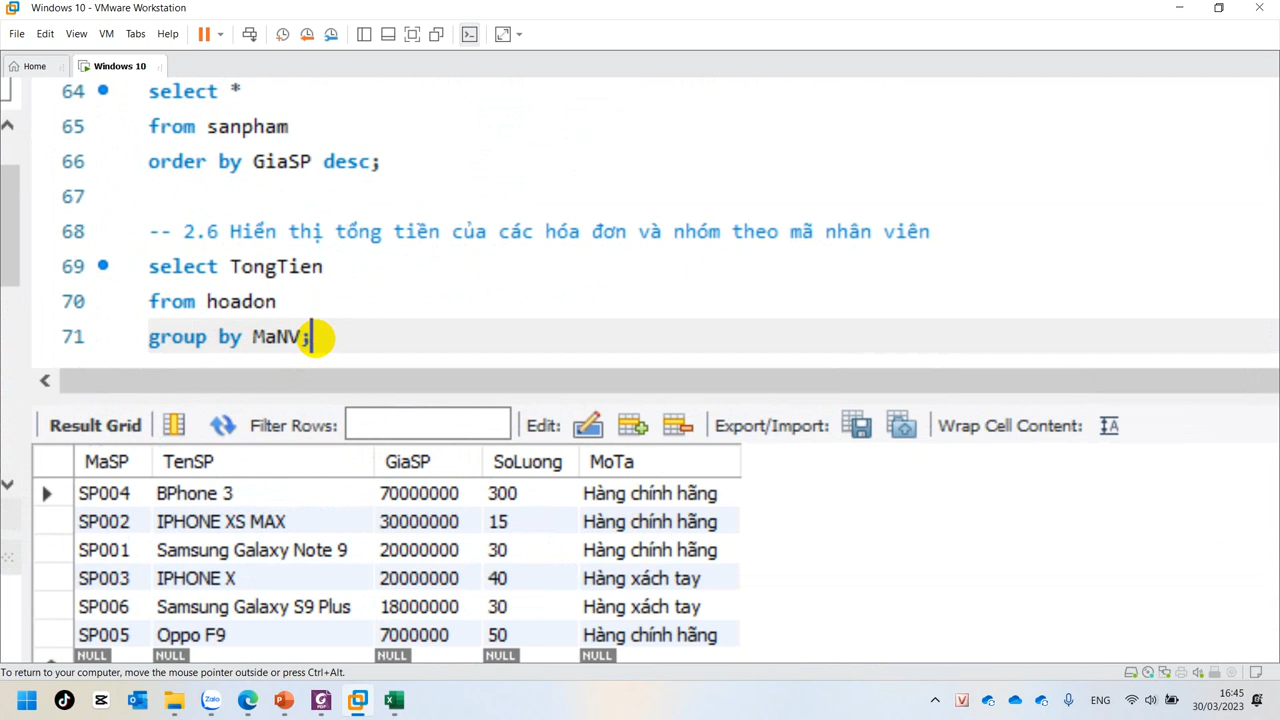 Windows 10 - VMware Workstation
File Edit View VM Tabs Help
Home Windows 10
64 select *
65 from sanpham
66 order by GiaSP desc;
67
68 -- 2.6 Hiển thị tổng tiền của các hóa đơn và nhóm theo mã nhân viên
69 select TongTien
70 from hoadon
71 group by MaNV;
Result Grid Filter Rows: Edit: Export/Import: Wrap Cell Content:
MaSP TenSP GiaSP SoLuong MoTa
SP004 BPhone 3 70000000 300 Hàng chính hãng
SP002 IPHONE XS MAX 30000000 15 Hàng chính hãng
SP001 Samsung Galaxy Note 9 20000000 30 Hàng chính hãng
SP003 IPHONE X 20000000 40 Hàng xách tay
SP006 Samsung Galaxy S9 Plus 18000000 30 Hàng xách tay
SP005 Oppo F9 7000000 50 Hàng chính hãng
NULL NULL NULL NULL NULL
To return to your computer, move the mouse pointer outside or press Ctrl+Alt.
Zalo ENG 16:45
30/03/2023